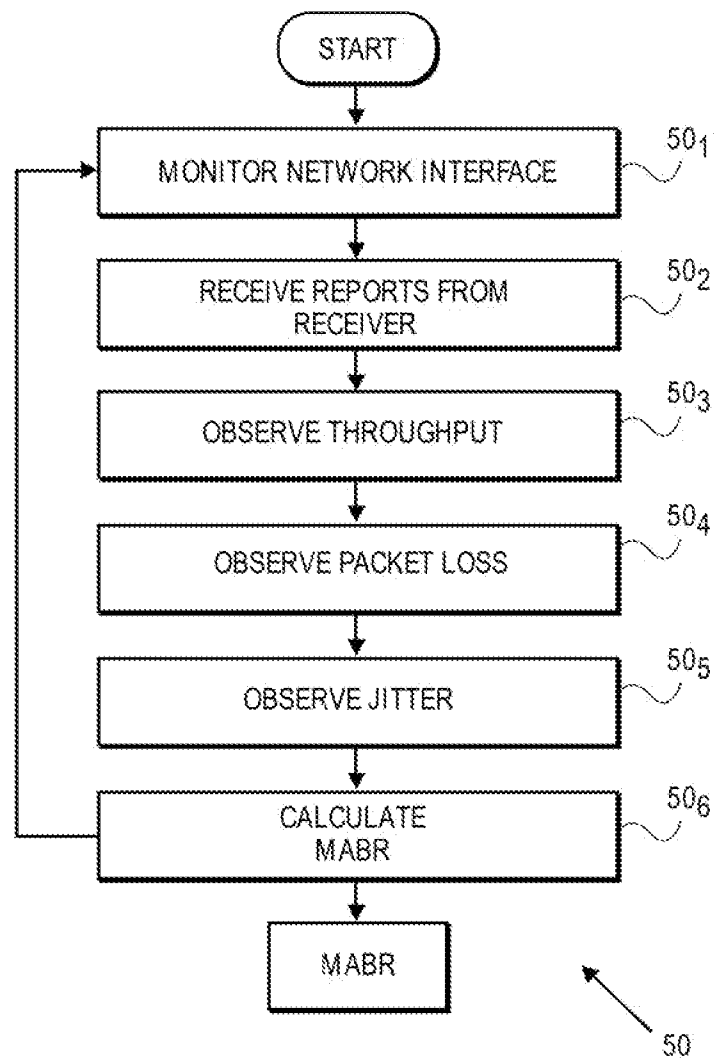 START
MONITOR NETWORK INTERFACE
50₁
RECEIVE REPORTS FROM
RECEIVER
50₂
OBSERVE THROUGHPUT
50₃
OBSERVE PACKET LOSS
50₄
OBSERVE JITTER
50₅
CALCULATE
MABR
50₆
MABR
50